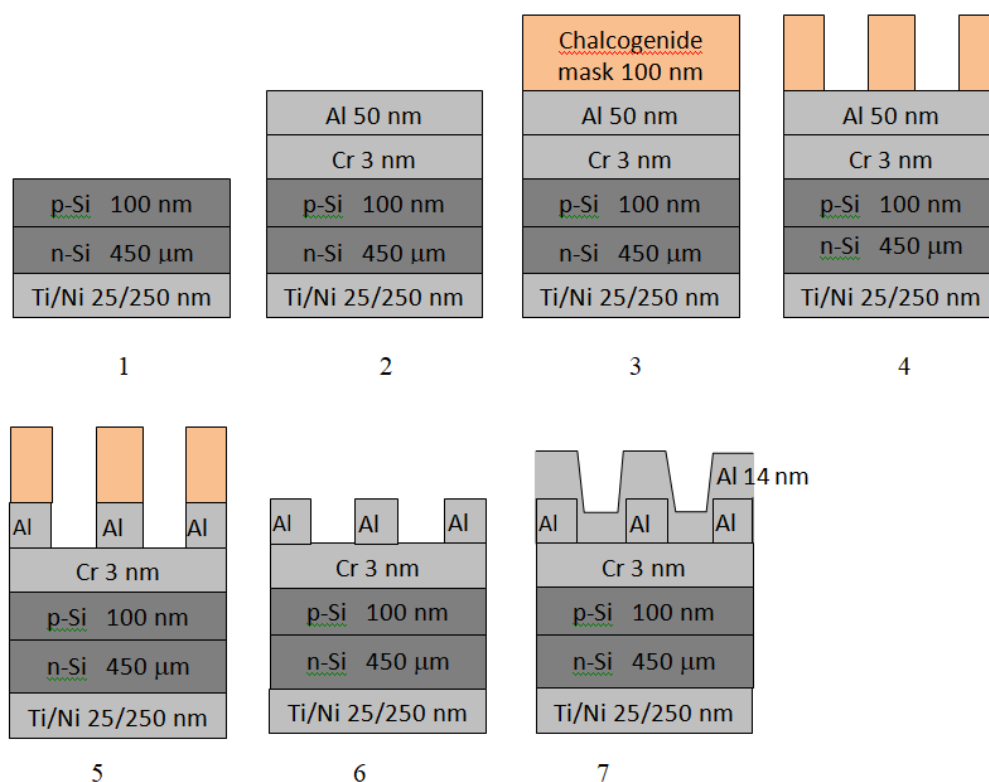 p-Si 100 nm
n-Si 450 μm
Ti/Ni 25/250 nm
1
Al 50 nm
Cr 3 nm
p-Si 100 nm
n-Si 450 μm
Ti/Ni 25/250 nm
2
Chalcogenide
mask 100 nm
Al 50 nm
Cr 3 nm
p-Si 100 nm
n-Si 450 μm
Ti/Ni 25/250 nm
3
Al 50 nm
Cr 3 nm
p-Si 100 nm
n-Si 450 μm
Ti/Ni 25/250 nm
4
Al Al Al
Cr 3 nm
p-Si 100 nm
n-Si 450 μm
Ti/Ni 25/250 nm
5
Al Al Al
Cr 3 nm
p-Si 100 nm
n-Si 450 μm
Ti/Ni 25/250 nm
6
Al 14 nm
Al Al Al
Cr 3 nm
p-Si 100 nm
n-Si 450 μm
Ti/Ni 25/250 nm
7